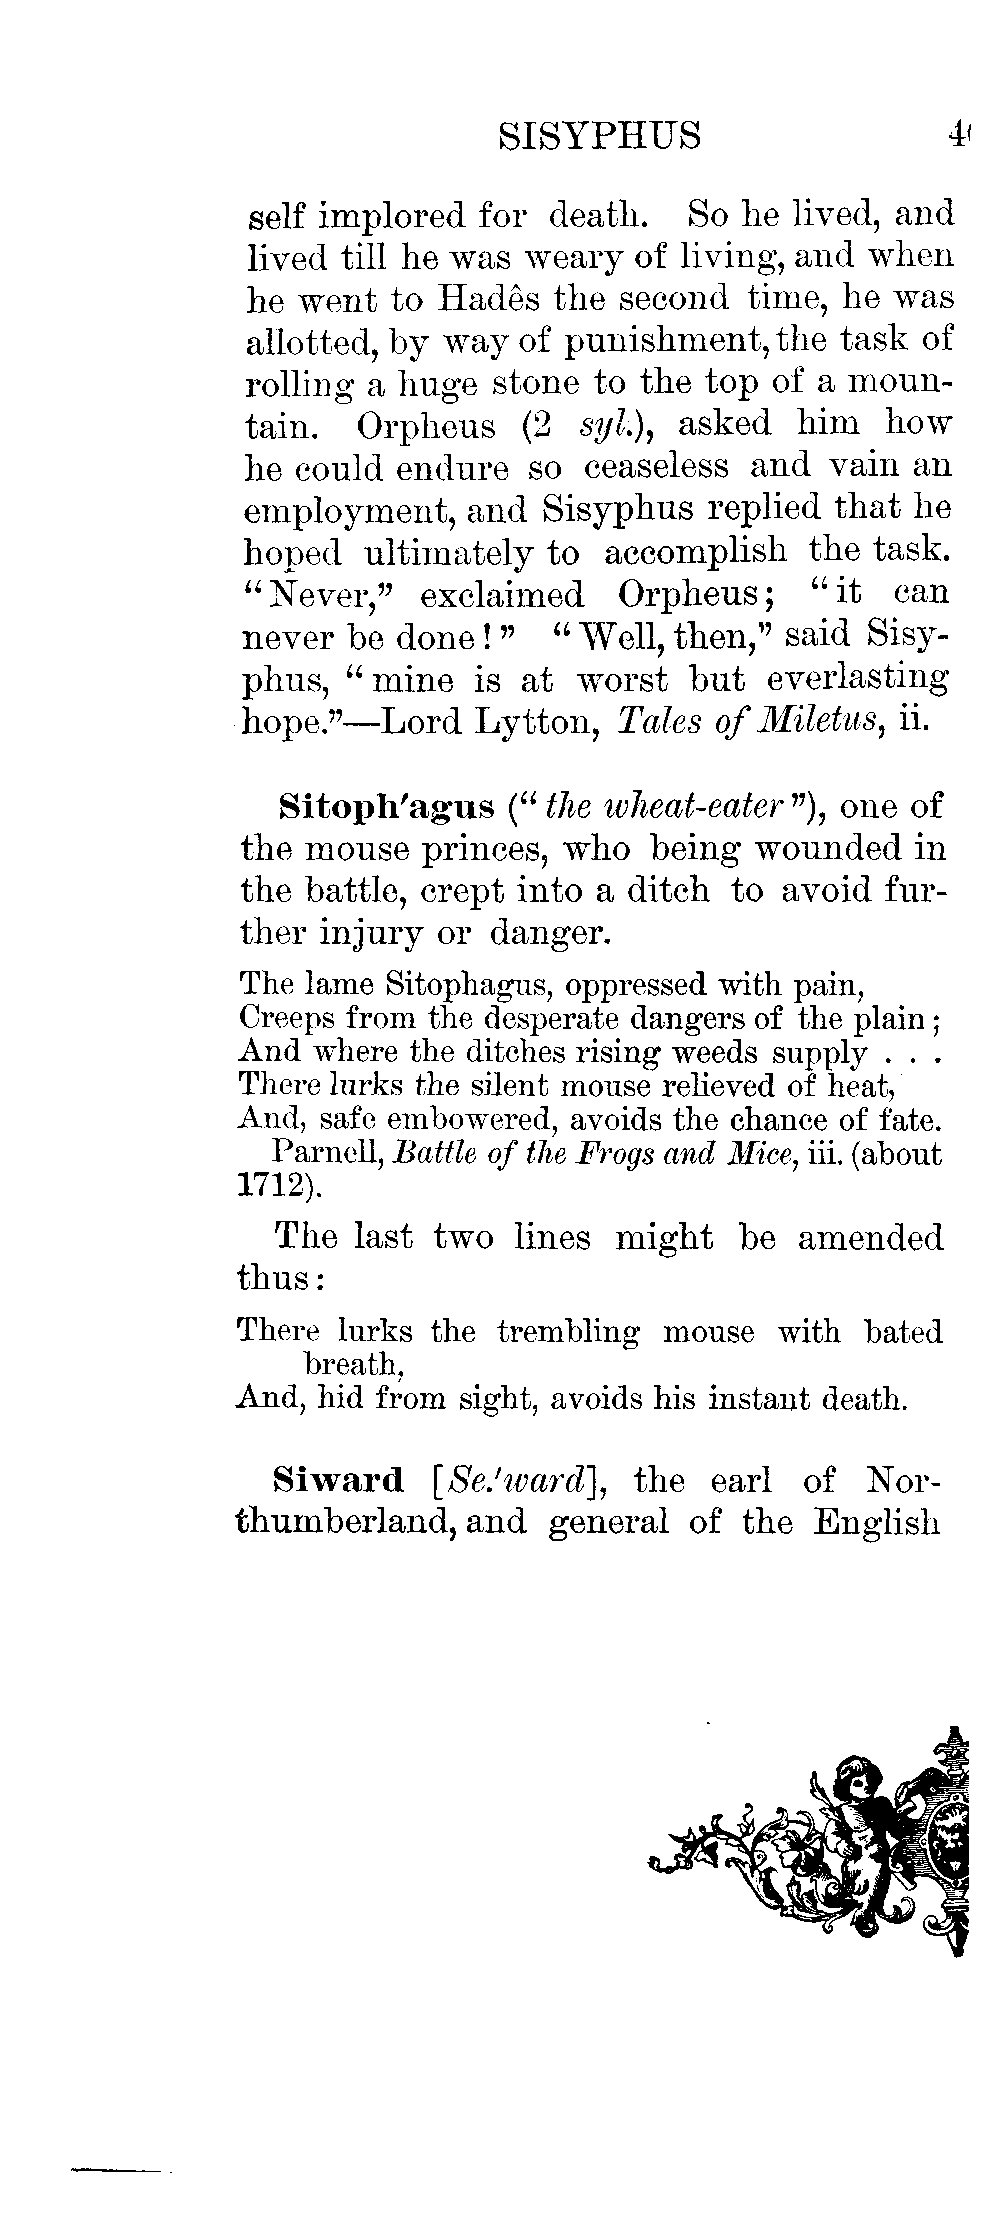 SISYPHUS
self implored for death. So he lived, and
lived till he was weary of living, and when
he went to Hadês the second time, he was
allotted, by way of punishment, the task of
rolling a huge stone to the top of a moun-
tain. Orpheus (2 syl.), asked him how
he could endure so ceaseless and vain an
employment, and Sisyphus replied that he
hoped ultimately to accomplish the task.
“Never,” exclaimed Orpheus; “it can
never be done!” “Well, then,” said Sisy-
phus, “mine is at worst but everlasting
hope.”—Lord Lytton, Tales of Miletus, ii.
Sitoph'agus (“the wheat-eater”), one of
the mouse princes, who being wounded in
the battle, crept into a ditch to avoid fur-
ther injury or danger.
The lame Sitophagus, oppressed with pain,
Creeps from the desperate dangers of the plain;
And where the ditches rising weeds supply . . .
There lurks the silent mouse relieved of heat,
And, safe embowered, avoids the chance of fate.
Parnell, Battle of the Frogs and Mice, iii. (about
1712).
The last two lines might be amended
thus:
There lurks the trembling mouse with bated
breath,
And, hid from sight, avoids his instant death.
Siward [Se.'ward], the earl of Nor-
thumberland, and general of the English